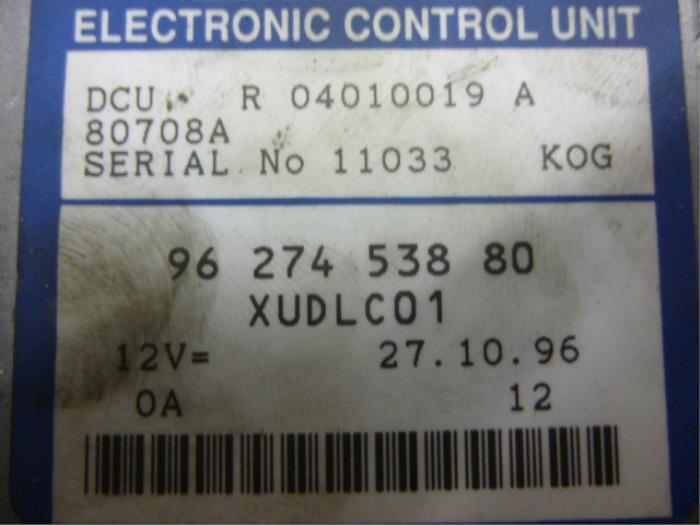 ELECTRONIC CONTROL UNIT
DCU R 04010019 A
80708A
SERIAL No 11033 KOG
96 274 538 80
XUDLC01
12V= 27.10.96
0A 12